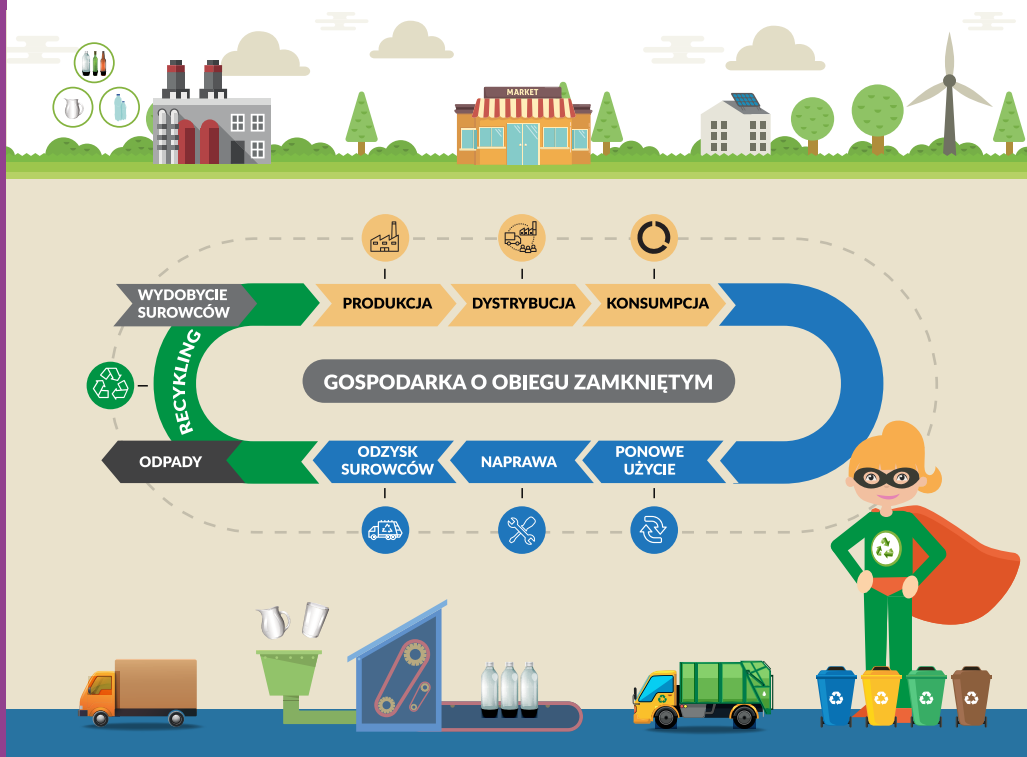 MARKET
WYDOBYCIE
SUROWCÓW
PRODUKCJA
DYSTRYBUCJA
KONSUMPCJA
RECYKLING
GOSPODARKA O OBIEGU ZAMKNIĘTYM
ODPADY
ODZYSK
SUROWCÓW
NAPRAWA
PONOWE
UŻYCIE